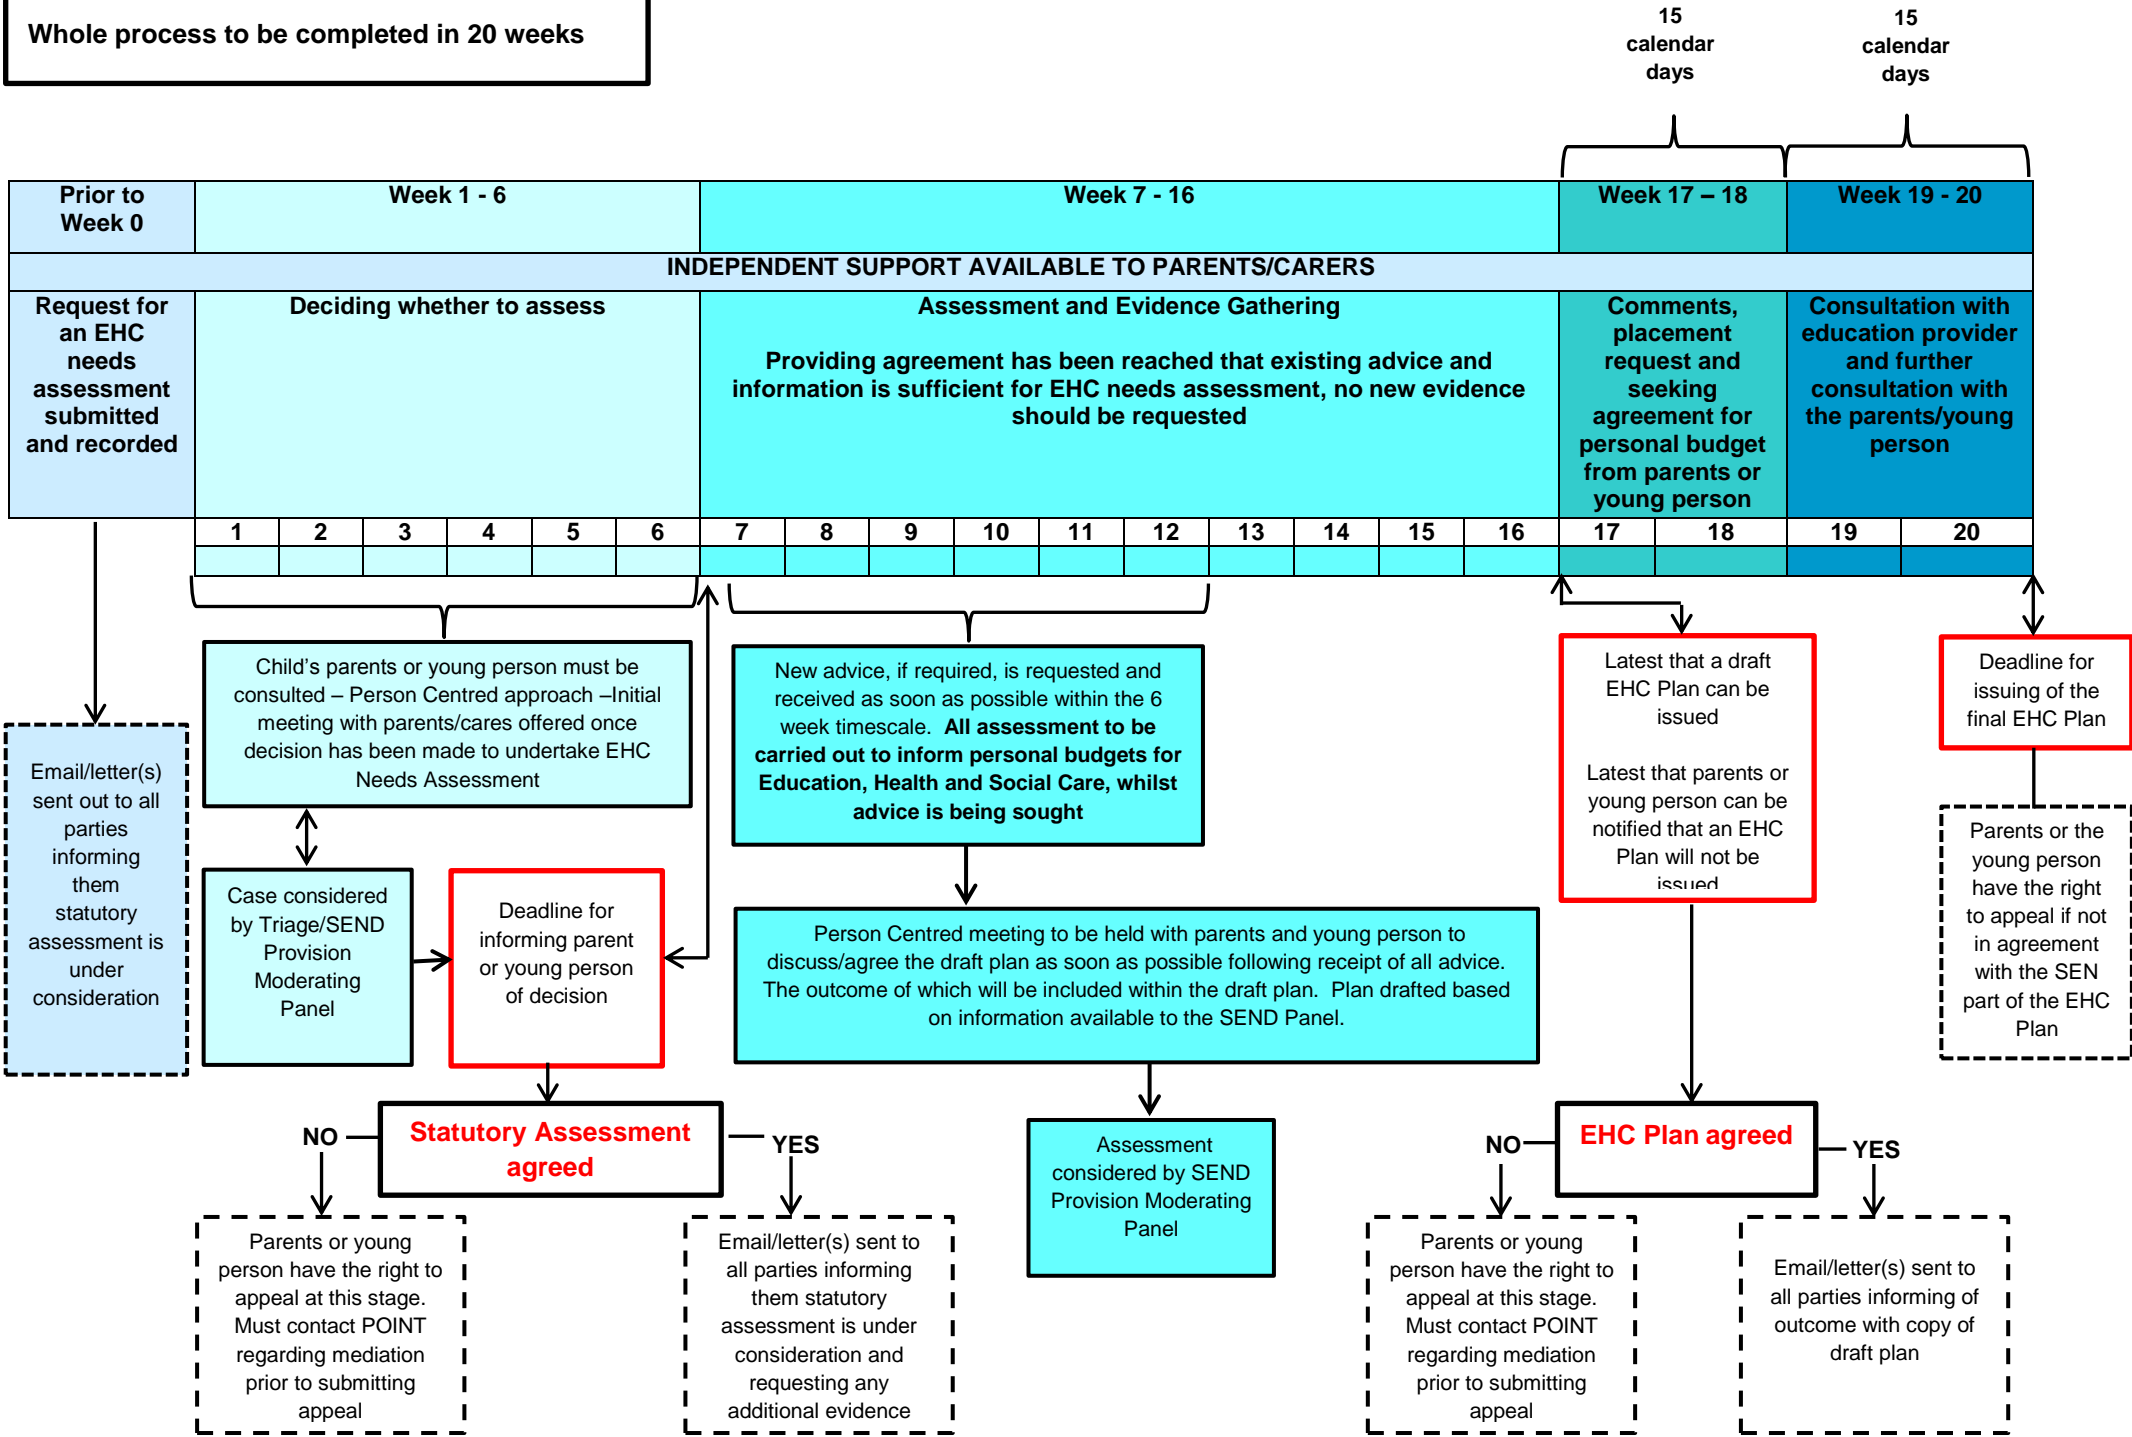 Whole process to be completed in 20 weeks
15
calendar
days
15
calendar
days
Prior to
Week 0
Week 1 - 6
Week 7 - 16
Week 17 – 18
Week 19 - 20
INDEPENDENT SUPPORT AVAILABLE TO PARENTS/CARERS
Request for
an EHC
needs
assessment
submitted
and recorded
Deciding whether to assess
Assessment and Evidence Gathering
Providing agreement has been reached that existing advice and
information is sufficient for EHC needs assessment, no new evidence
should be requested
Comments,
placement
request and
seeking
agreement for
personal budget
from parents or
young person
Consultation with
education provider
and further
consultation with
the parents/young
person
1 2 3 4 5 6 7 8 9 10 11 12 13 14 15 16 17 18 19 20
Email/letter(s)
sent out to all
parties
informing
them
statutory
assessment is
under
consideration
Child's parents or young person must be
consulted – Person Centred approach –Initial
meeting with parents/cares offered once
decision has been made to undertake EHC
Needs Assessment
Case considered
by Triage/SEND
Provision
Moderating
Panel
Deadline for
informing parent
or young person
of decision
New advice, if required, is requested and
received as soon as possible within the 6
week timescale.  All assessment to be
carried out to inform personal budgets for
Education, Health and Social Care, whilst
advice is being sought
Person Centred meeting to be held with parents and young person to
discuss/agree the draft plan as soon as possible following receipt of all advice.
The outcome of which will be included within the draft plan.  Plan drafted based
on information available to the SEND Panel.
Latest that a draft
EHC Plan can be
issued
Latest that parents or
young person can be
notified that an EHC
Plan will not be
issued
Deadline for
issuing of the
final EHC Plan
Parents or the
young person
have the right
to appeal if not
in agreement
with the SEN
part of the EHC
Plan
NO
Statutory Assessment
agreed
YES
Parents or young
person have the right to
appeal at this stage.
Must contact POINT
regarding mediation
prior to submitting
appeal
Email/letter(s) sent to
all parties informing
them statutory
assessment is under
consideration and
requesting any
additional evidence
Assessment
considered by SEND
Provision Moderating
Panel
NO
EHC Plan agreed
YES
Parents or young
person have the right to
appeal at this stage.
Must contact POINT
regarding mediation
prior to submitting
appeal
Email/letter(s) sent to
all parties informing of
outcome with copy of
draft plan